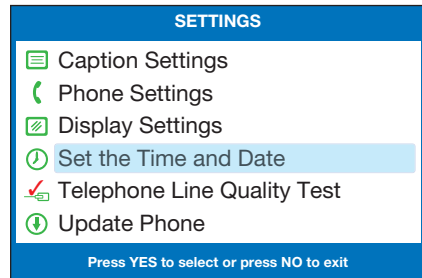 SETTINGS
Caption Settings
Phone Settings
Display Settings
Set the Time and Date
Telephone Line Quality Test
Update Phone
Press YES to select or press NO to exit